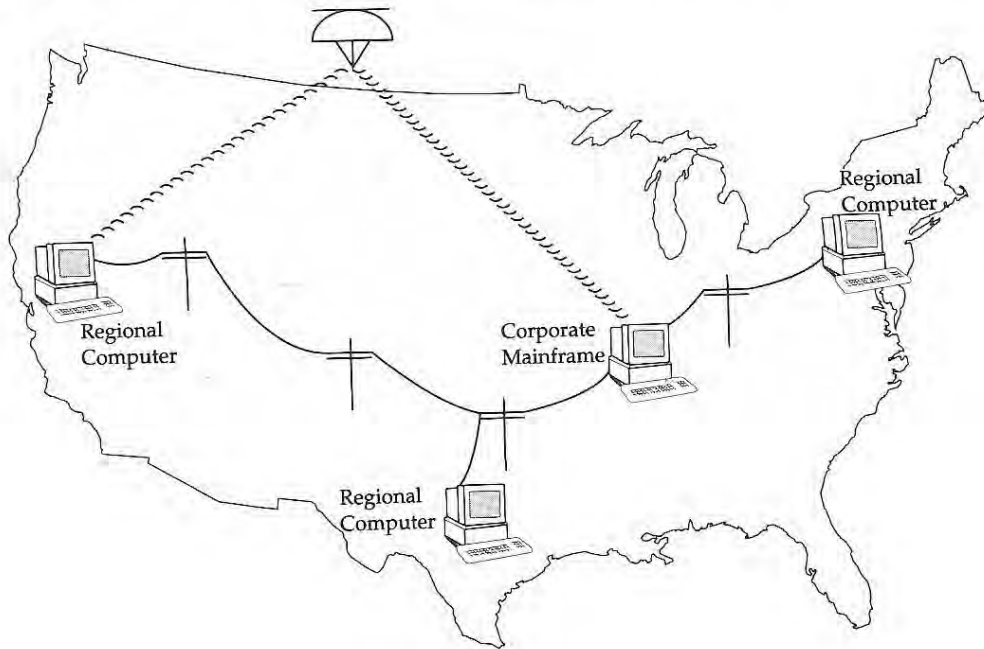 Regional
Computer
Regional
Computer
Corporate
Mainframe
Regional
Computer